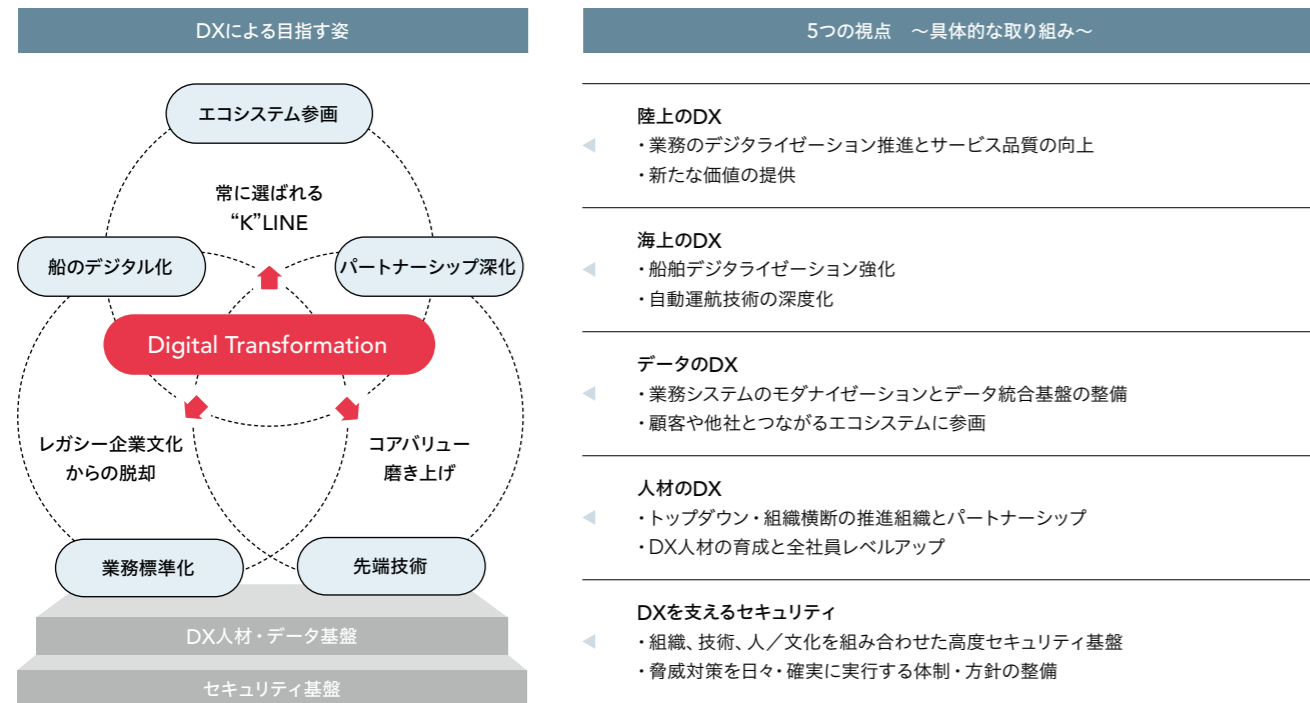 DXによる目指す姿
エコシステム参画
常に選ばれる
“K”LINE
船のデジタル化
パートナーシップ深化
Digital Transformation
レガシー企業文化
からの脱却
コアバリュー
磨き上げ
業務標準化
先端技術
DX人材・データ基盤
セキュリティ基盤
5つの視点　～具体的な取り組み～
陸上のDX
・業務のデジタライゼーション推進とサービス品質の向上
・新たな価値の提供
海上のDX
・船舶デジタライゼーション強化
・自動運航技術の深度化
データのDX
・業務システムのモダナイゼーションとデータ統合基盤の整備
・顧客や他社とつながるエコシステムに参画
人材のDX
・トップダウン・組織横断の推進組織とパートナーシップ
・DX人材の育成と全社員レベルアップ
DXを支えるセキュリティ
・組織、技術、人／文化を組み合わせた高度セキュリティ基盤
・脅威対策を日々・確実に実行する体制・方針の整備